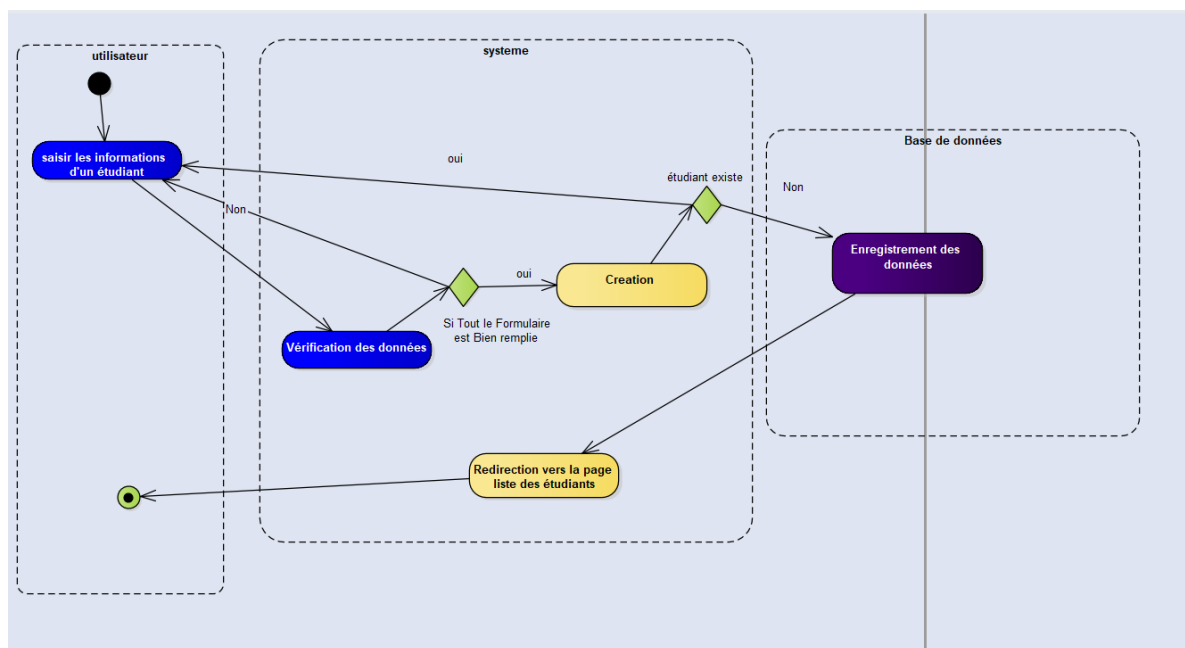 utilisateur
systeme
Base de données
saisir les informations
d'un étudiant
oui
étudiant existe
Non
Non
Enregistrement des
données
oui
Creation
Si Tout le Formulaire
est Bien remplie
Vérification des données
Redirection vers la page
liste des étudiants